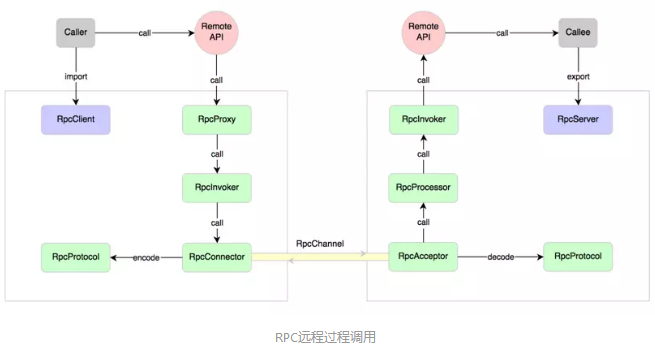 Caller
call
Remote
API
Remote
API
call
Callee
import
call
call
export
RpcClient
RpcProxy
RpcInvoker
RpcServer
call
call
RpcInvoker
RpcProcessor
call
call
RpcChannel
RpcProtocol
encode
RpcConnector
RpcAcceptor
decode
RpcProtocol
RPC远程过程调用